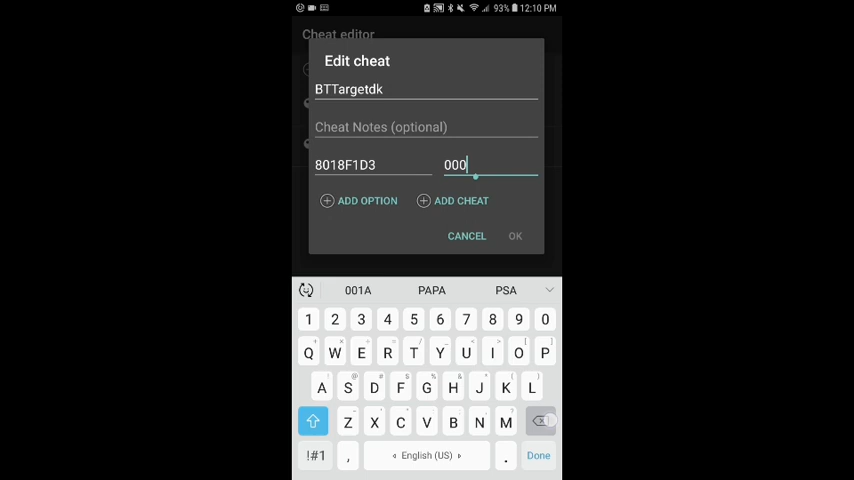 93% 12:10 PM
Cheat editor
Edit cheat
BTTargetdk
Cheat Notes (optional)
8018F1D3 000
ADD OPTION ADD CHEAT
CANCEL OK
001A PAPA PSA
1 2 3 4 5 6 7 8 9 0
Q W E R T Y U I O P
A S D F G H J K L
Z X C V B N M
!#1 , English (US) . Done